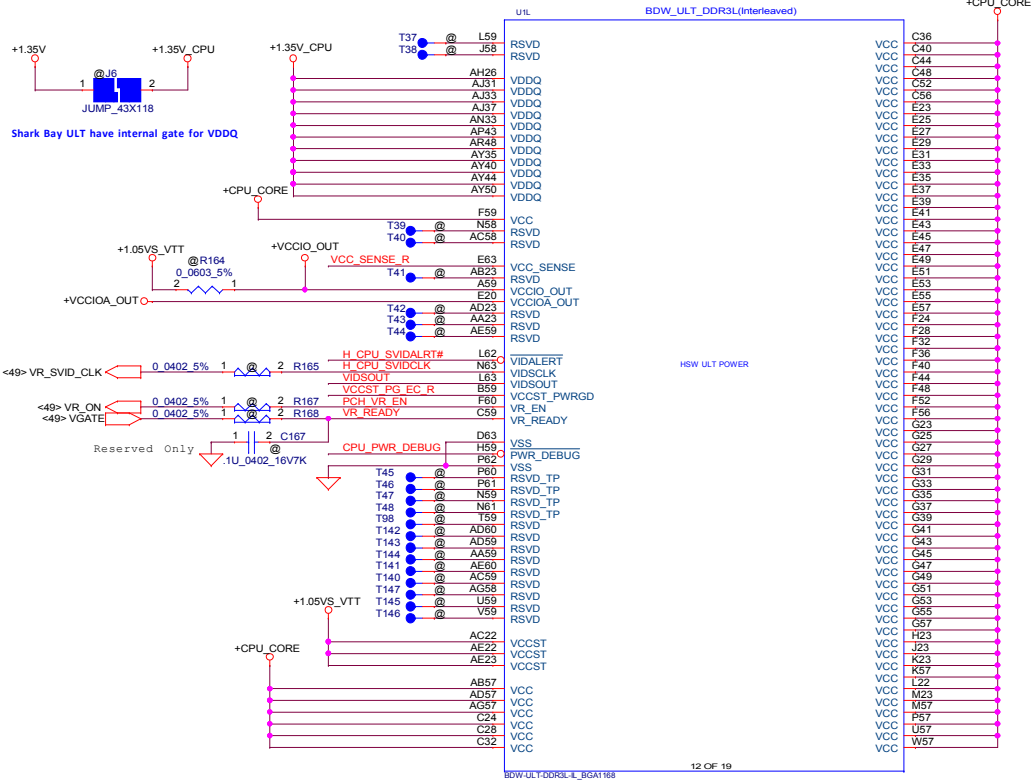 U1L
BDW_ULT_DDR3L(Interleaved)
+CPU_CORE
+1.35V
+1.35V_CPU
@J6
1 2
JUMP_43X118
Shark Bay ULT have internal gate for VDDQ
+1.35V_CPU
T37 @ L59 RSVD
T38 @ J58 RSVD
AH26 VDDQ
AJ31 VDDQ
AJ33 VDDQ
AJ37 VDDQ
AN33 VDDQ
AP43 VDDQ
AR48 VDDQ
AY35 VDDQ
AY40 VDDQ
AY44 VDDQ
AY50 VDDQ
+CPU_CORE
F59 VCC
T39 @ N58 RSVD
T40 @ AC58 RSVD
+1.05VS_VTT
@R164
0_0603_5%
2 1
+VCCIO_OUT
VCC_SENSE_R E63 VCC_SENSE
T41 @ AB23 RSVD
A59 VCCIO_OUT
+VCCIOA_OUT E20 VCCIOA_OUT
T42 @ AD23 RSVD
T43 @ AA23 RSVD
T44 @ AE59 RSVD
H_CPU_SVIDALRT# L62 VIDALERT
<49> VR_SVID_CLK 0_0402_5% 1 @ 2 R165 H_CPU_SVIDCLK N63 VIDSCLK
VIDSOUT L63 VIDSOUT
VCCST_PG_EC_R B59 VCCST_PWRGD
<49> VR_ON 0_0402_5% 1 @ 2 R167 PCH_VR_EN F60 VR_EN
<49> VGATE 0_0402_5% 1 @ 2 R168 VR_READY C59 VR_READY
Reserved Only
1 2 C167
@
.1U_0402_16V7K
D63 VSS
CPU_PWR_DEBUG H59 PWR_DEBUG
P62 VSS
T45 @ P60 RSVD_TP
T46 @ P61 RSVD_TP
T47 @ N59 RSVD_TP
T48 @ N61 RSVD_TP
T98 @ T59 RSVD
T142 @ AD60 RSVD
T143 @ AD59 RSVD
T144 @ AA59 RSVD
T141 @ AE60 RSVD
T140 @ AC59 RSVD
T147 @ AG58 RSVD
T145 @ U59 RSVD
T146 @ V59 RSVD
+1.05VS_VTT
AC22 VCCST
AE22 VCCST
AE23 VCCST
+CPU_CORE
AB57 VCC
AD57 VCC
AG57 VCC
C24 VCC
C28 VCC
C32 VCC
HSW ULT POWER
VCC C36
VCC C40
VCC C44
VCC C48
VCC C52
VCC C56
VCC E23
VCC E25
VCC E27
VCC E29
VCC E31
VCC E33
VCC E35
VCC E37
VCC E39
VCC E41
VCC E43
VCC E45
VCC E47
VCC E49
VCC E51
VCC E53
VCC E55
VCC E57
VCC F24
VCC F28
VCC F32
VCC F36
VCC F40
VCC F44
VCC F48
VCC F52
VCC F56
VCC G23
VCC G25
VCC G27
VCC G29
VCC G31
VCC G33
VCC G35
VCC G37
VCC G39
VCC G41
VCC G43
VCC G45
VCC G47
VCC G49
VCC G51
VCC G53
VCC G55
VCC G57
VCC H23
VCC J23
VCC K23
VCC K57
VCC L22
VCC M23
VCC M57
VCC P57
VCC U57
VCC W57
12 OF 19
BDW-ULT-DDR3L-IL_BGA1168